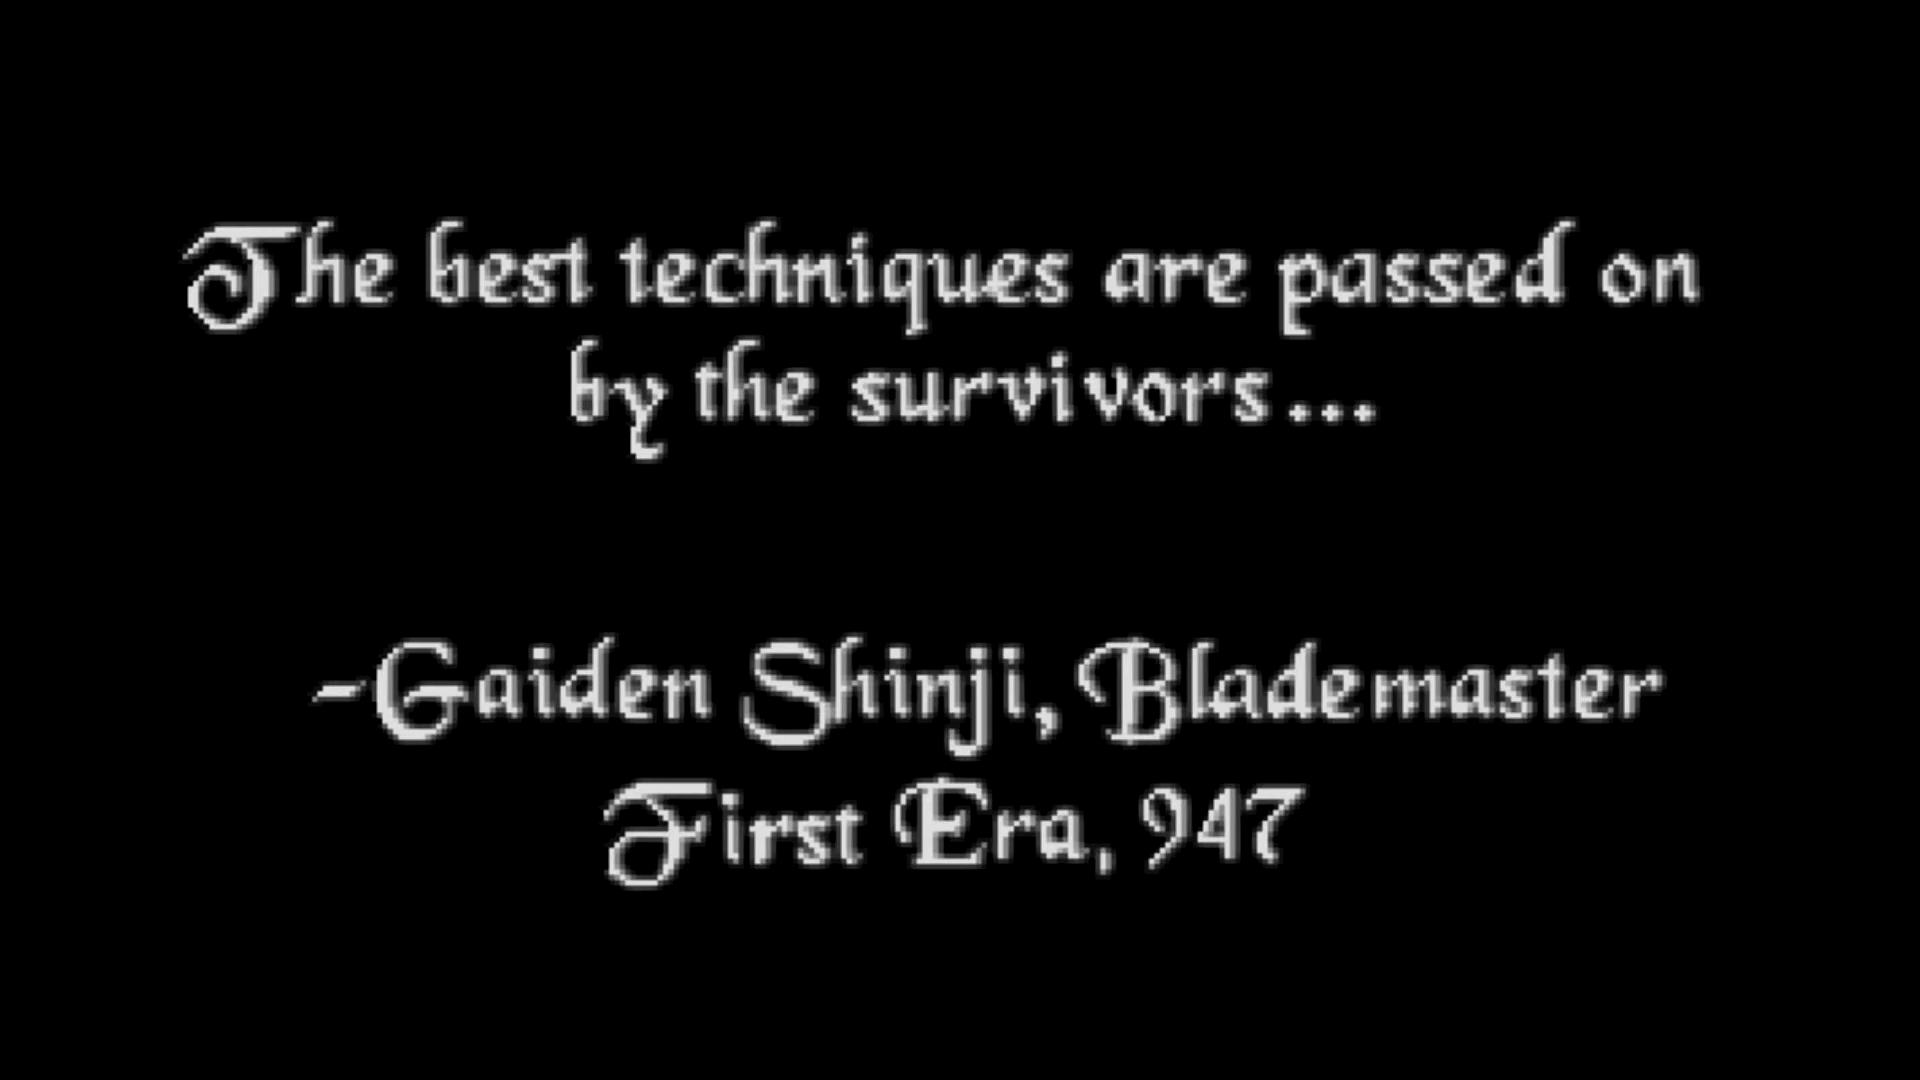 The best techniques are passed on
by the survivors...
-Gaiden Shinji, Blademaster
First Era, 947